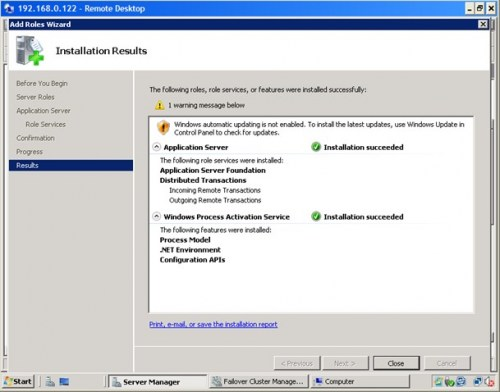 192.168.0.122 - Remote Desktop
Add Roles Wizard
Installation Results
Before You Begin
Server Roles
Application Server
Role Services
Confirmation
Progress
Results
The following roles, role services, or features were installed successfully:
1 warning message below
Windows automatic updating is not enabled. To install the latest updates, use Windows Update in
Control Panel to check for updates.
Application Server Installation succeeded
The following role services were installed:
Application Server Foundation
Distributed Transactions
Incoming Remote Transactions
Outgoing Remote Transactions
Windows Process Activation Service Installation succeeded
The following features were installed:
Process Model
.NET Environment
Configuration APIs
Print, e-mail, or save the installation report
< Previous Next > Close Cancel
Start Server Manager Failover Cluster Manage... Computer